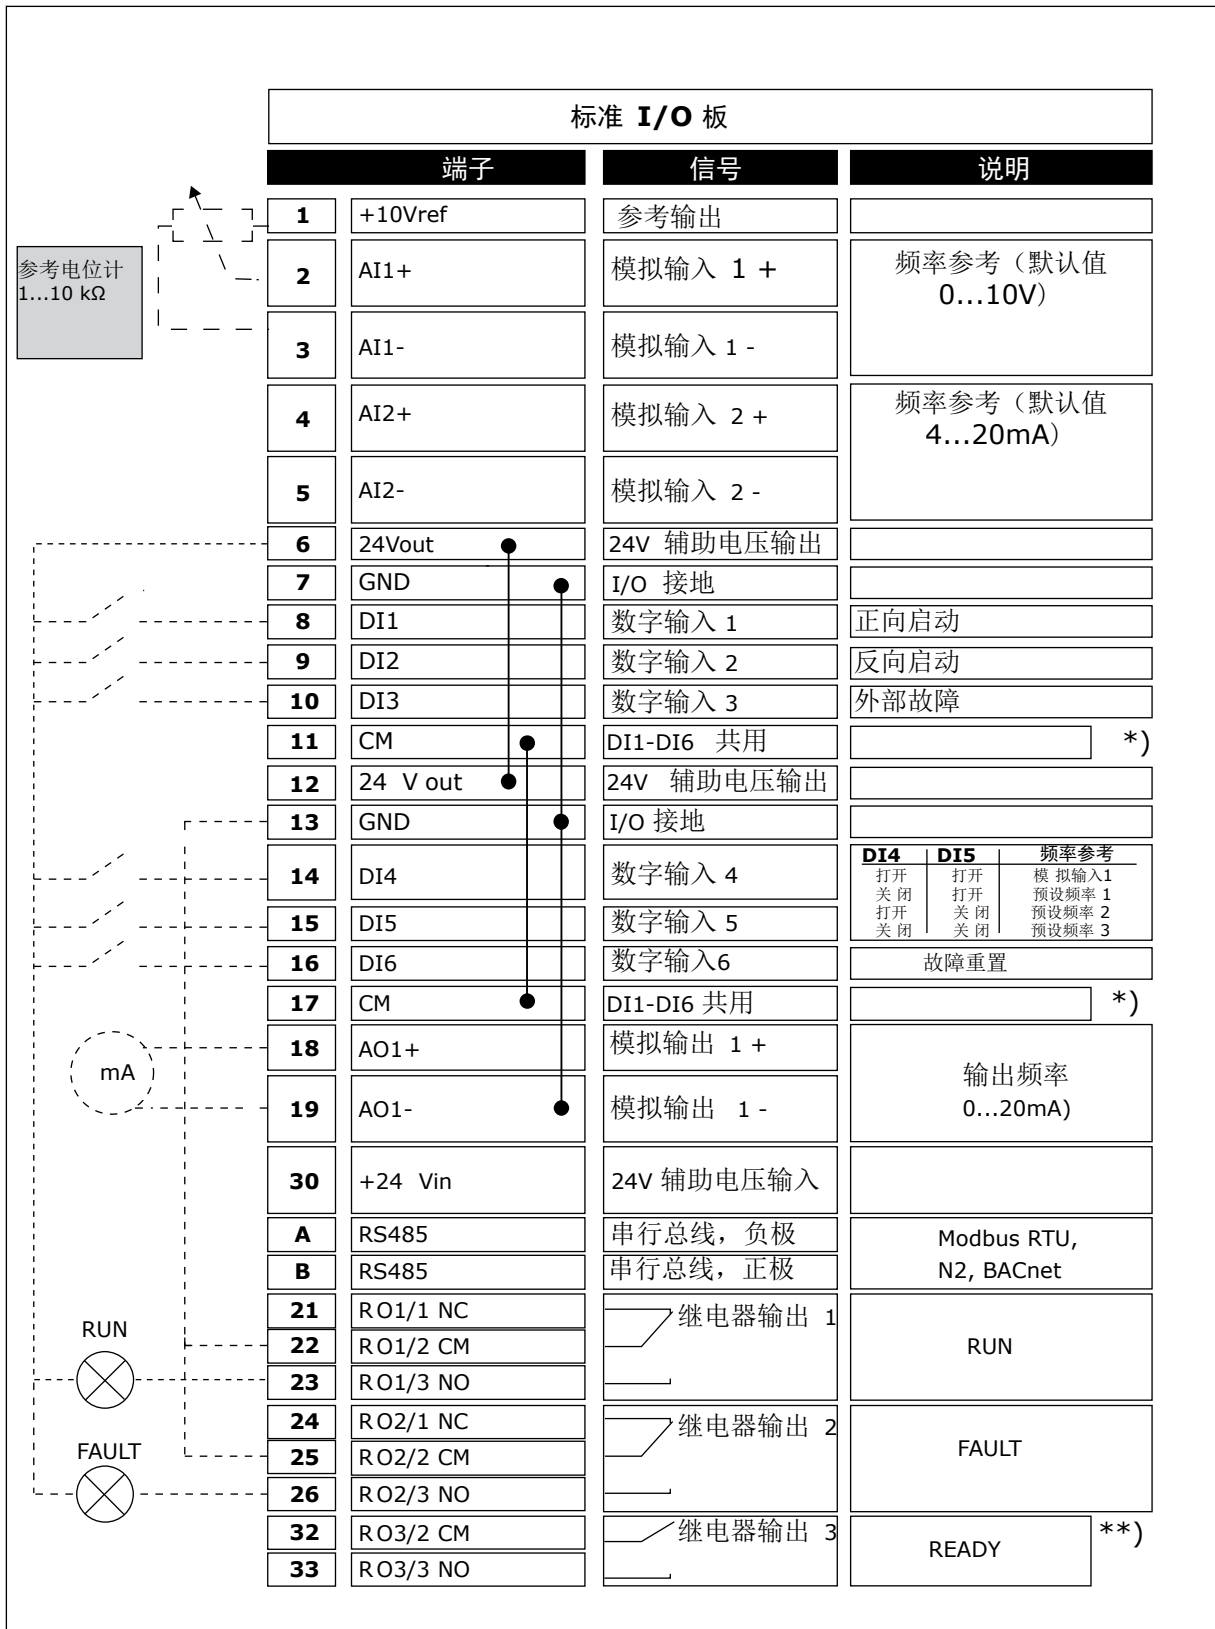 标准 I/O 板
端子 信号 说明
参考电位计
1...10 kΩ
1 +10Vref 参考输出
2 AI1+ 模拟输入 1 + 频率参考（默认值
0...10V）
3 AI1- 模拟输入 1 -
4 AI2+ 模拟输入 2 + 频率参考（默认值
4...20mA）
5 AI2- 模拟输入 2 -
6 24Vout 24V 辅助电压输出
7 GND I/O 接地
8 DI1 数字输入 1 正向启动
9 DI2 数字输入 2 反向启动
10 DI3 数字输入 3 外部故障
11 CM DI1-DI6 共用 *)
12 24 V out 24V 辅助电压输出
13 GND I/O 接地
14 DI4 数字输入 4
DI4 DI5 频率参考
打开 打开 模 拟输入1
关 闭 打开 预设频率 1
打开 关 闭 预设频率 2
关 闭 关 闭 预设频率 3
15 DI5 数字输入 5
16 DI6 数字输入6 故障重置
17 CM DI1-DI6 共用 *)
18 AO1+ 模拟输出 1 +
mA
输出频率
0...20mA)
19 AO1- 模拟输出 1 -
30 +24 Vin 24V 辅助电压输入
A RS485 串行总线，负极 Modbus RTU,
B RS485 串行总线，正极 N2, BACnet
21 RO1/1 NC 继电器输出 1
RUN
22 RO1/2 CM RUN
23 RO1/3 NO
24 RO2/1 NC 继电器输出 2
FAULT
25 RO2/2 CM FAULT
26 RO2/3 NO
32 RO3/2 CM 继电器输出 3 READY **)
33 RO3/3 NO